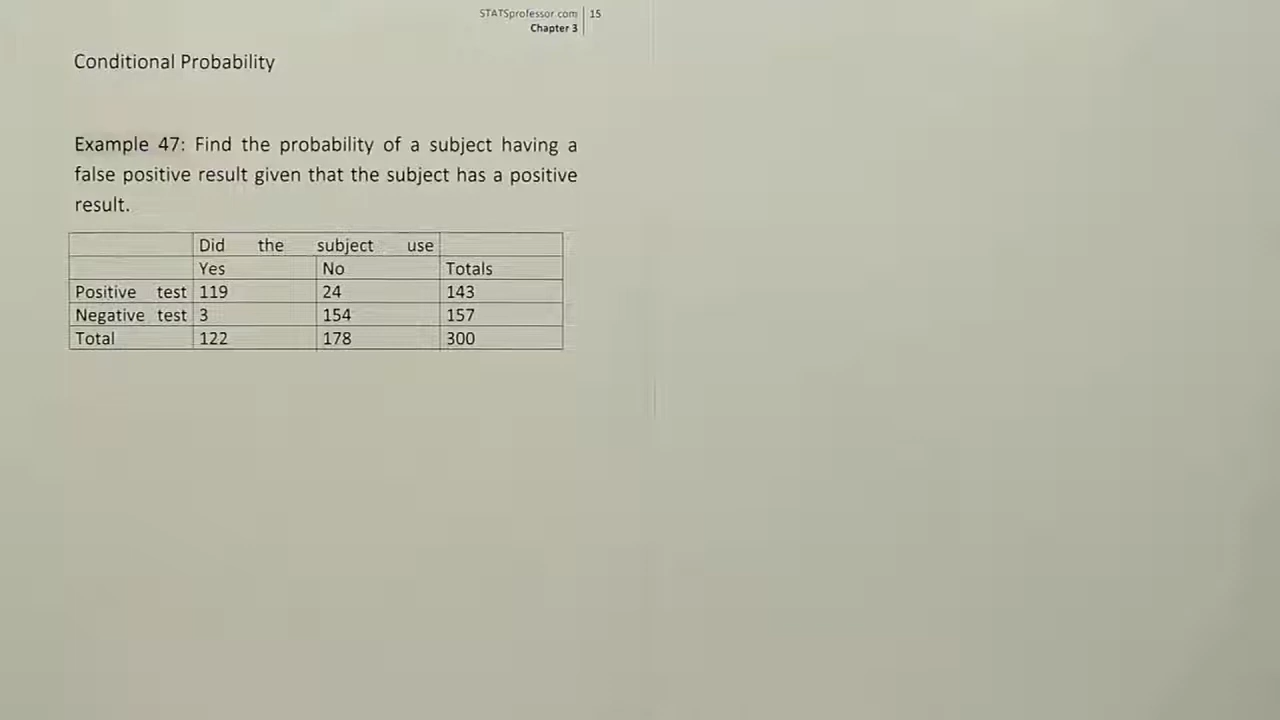 STATSprofessor.com 15
Chapter 3
Conditional Probability
Example 47: Find the probability of a subject having a
false positive result given that the subject has a positive
result.
Did the subject use
Yes No Totals
Positive test 119 24 143
Negative test 3 154 157
Total 122 178 300